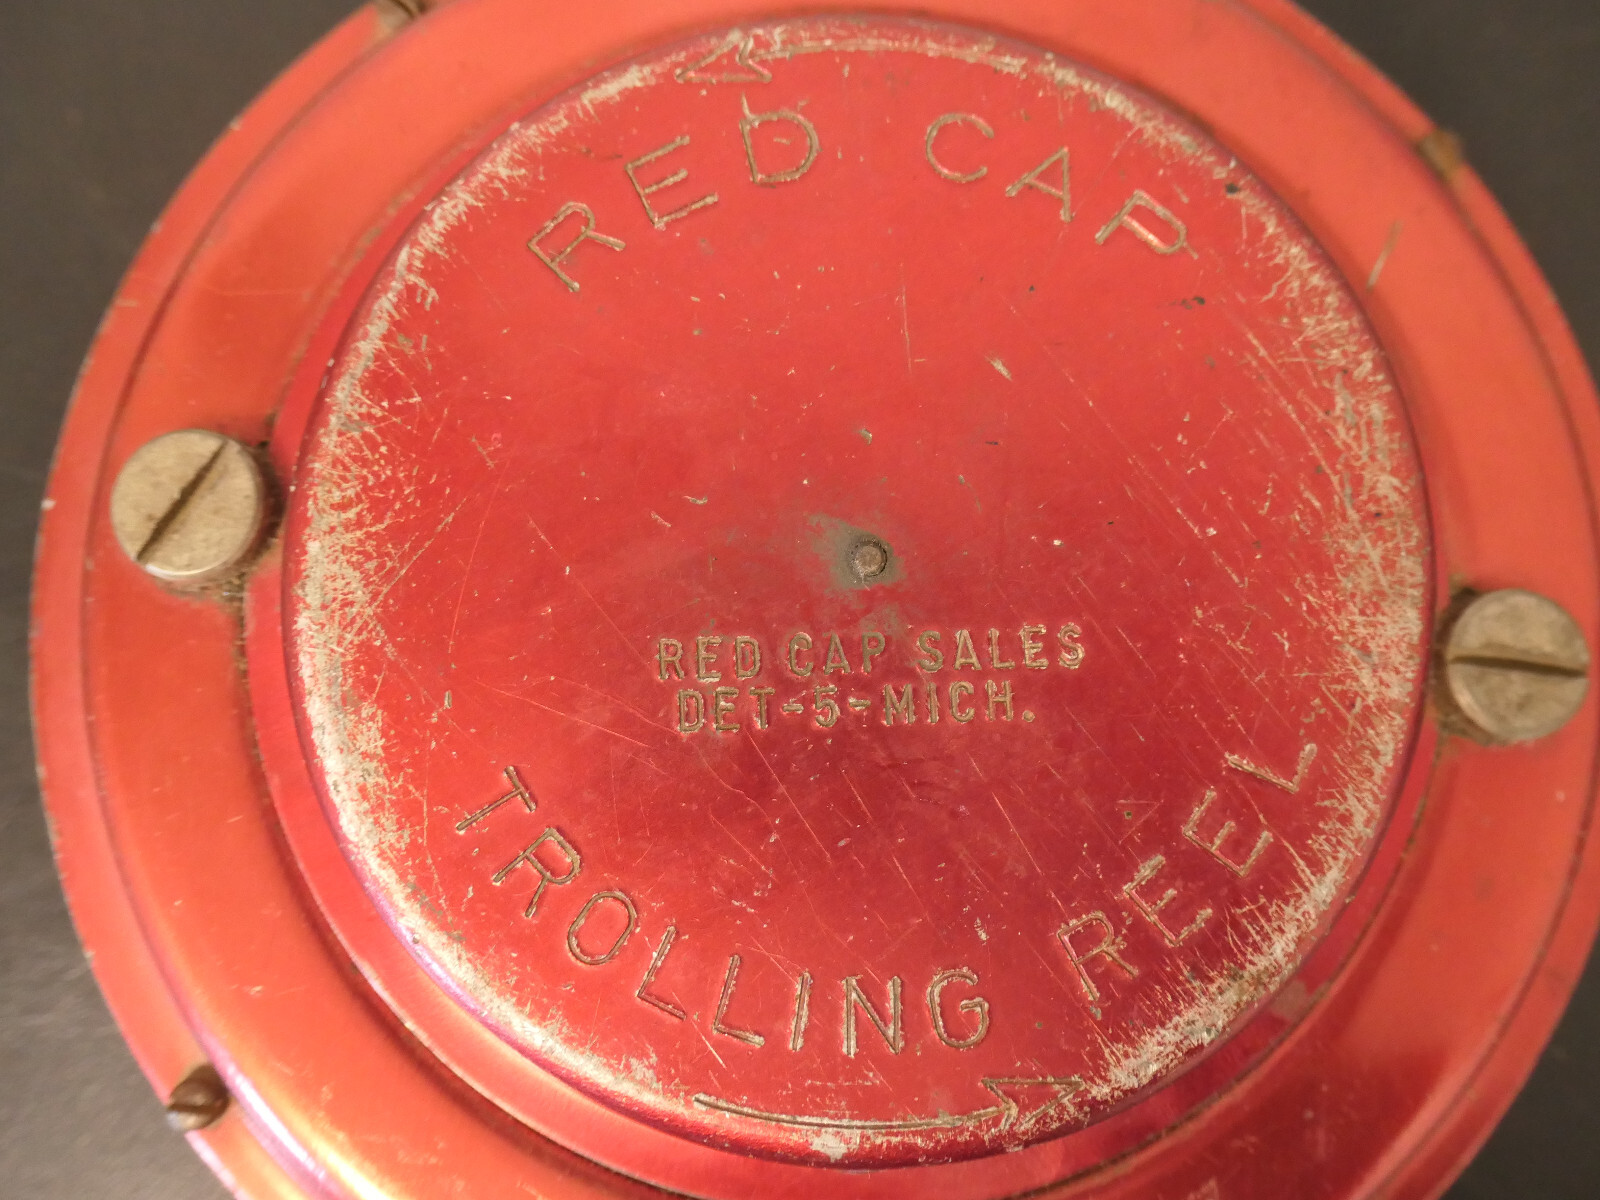 RED CAP
RED CAP SALES
DET-5-MICH.
TROLLING REEL